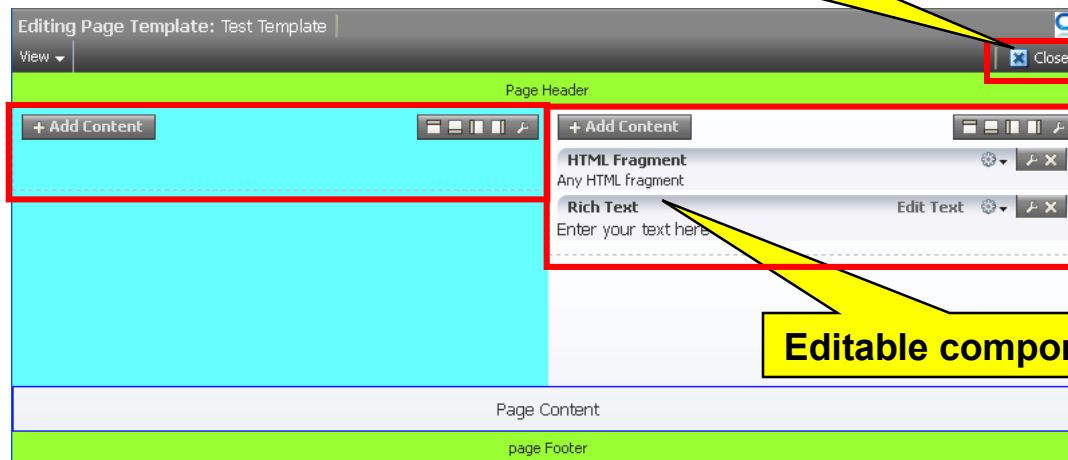 Editing Page Template: Test Template
View
Close
Page Header
+ Add Content
+ Add Content
HTML Fragment
Any HTML fragment
Rich Text Edit Text
Enter your text here
Editable
Page Content
page Footer